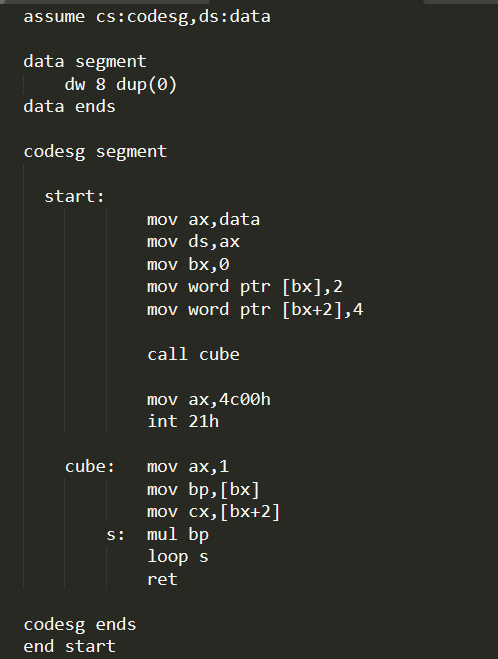 assume cs:codesg,ds:data
data segment
dw 8 dup(0)
data ends
codesg segment
start:
mov ax,data
mov ds,ax
mov bx,0
mov word ptr [bx],2
mov word ptr [bx+2],4
call cube
mov ax,4c00h
int 21h
cube: mov ax,1
mov bp,[bx]
mov cx,[bx+2]
s: mul bp
loop s
ret
codesg ends
end start